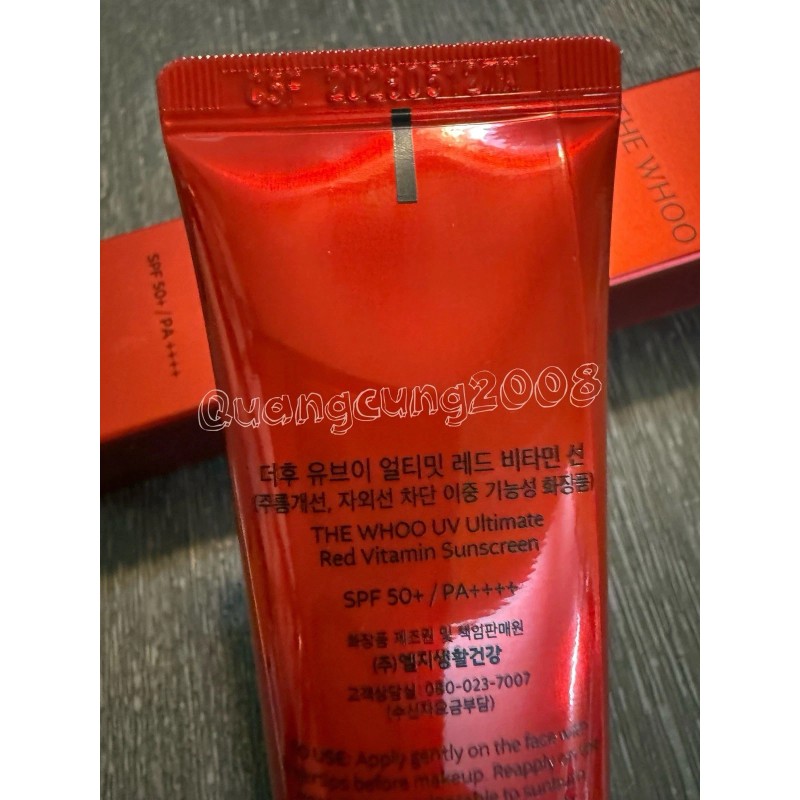 THE WHOO
SPF 50+ / PA ++++
Quangcung2008
더후 유브이 얼티밋 레드 비타민 선
(주름개선, 자외선 차단 이중 기능성 화장품)
THE WHOO UV Ultimate
Red Vitamin Sunscreen
SPF 50+ / PA++++
화장품 제조원 및 책임판매원
(주)엘지생활건강
고객상담실 080-023-7007
(수신자요금부담)
USE: Apply gently on the face with
before makeup. Reapply
to sunburn